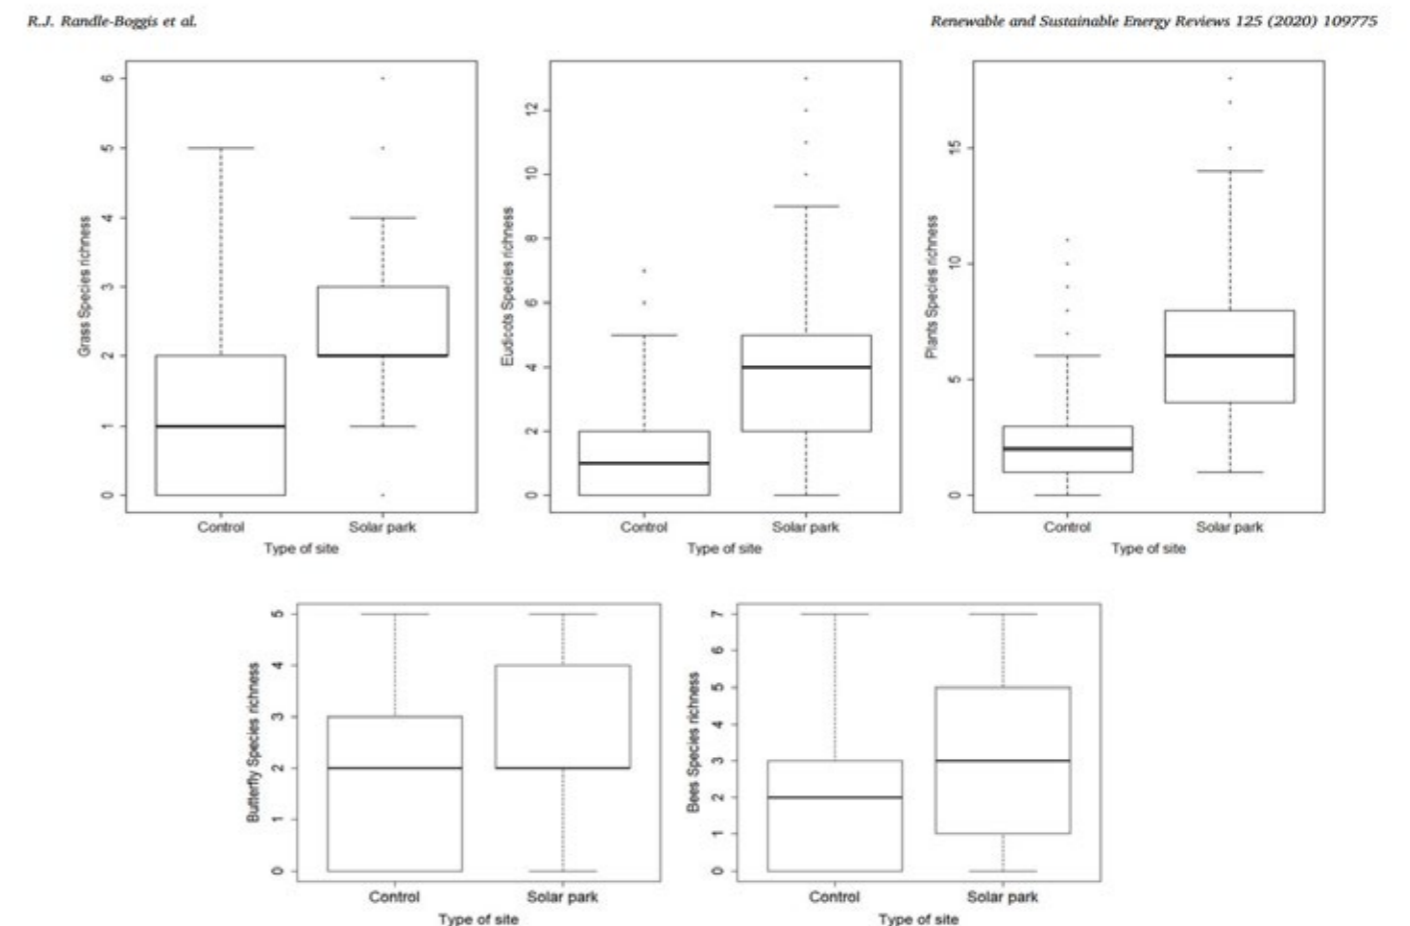 R.J. Randle-Boggis et al.
Renewable and Sustainable Energy Reviews 125 (2020) 109775
Grass Species richness
6
5
4
3
2
1
0
Control Solar park
Type of site
Eudicots Species richness
12
10
8
6
4
2
0
Control Solar park
Type of site
Plants Species richness
15
10
5
0
Control Solar park
Type of site
Butterfly Species richness
5
4
3
2
1
0
Control Solar park
Type of site
Bees Species richness
7
6
5
4
3
2
1
0
Control Solar park
Type of site